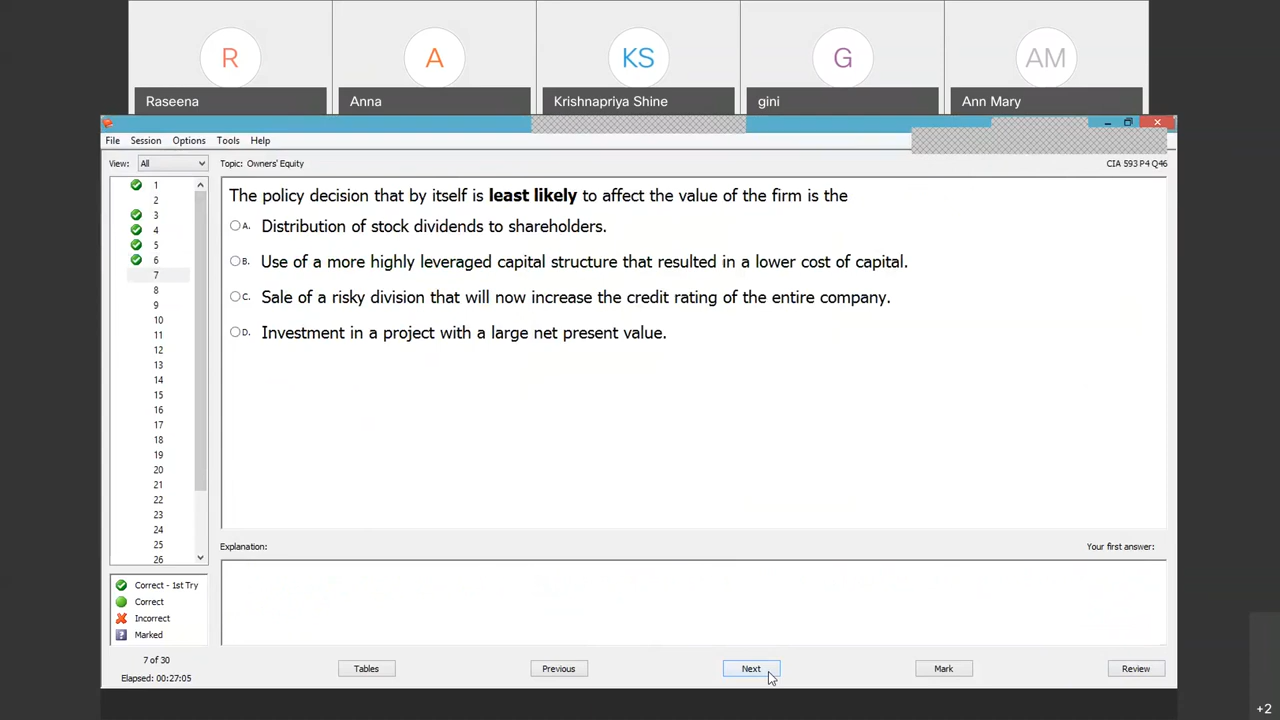 R
A
KS
G
AM
Raseena
Anna
Krishnapriya Shine
gini
Ann Mary
File Session Options Tools Help
View: All
Topic: Owners' Equity
CIA 593 P4 Q46
1
2
3
4
5
6
7
8
9
10
11
12
13
14
15
16
17
18
19
20
21
22
23
24
25
26
The policy decision that by itself is least likely to affect the value of the firm is the
A. Distribution of stock dividends to shareholders.
B. Use of a more highly leveraged capital structure that resulted in a lower cost of capital.
C. Sale of a risky division that will now increase the credit rating of the entire company.
D. Investment in a project with a large net present value.
Explanation:
Your first answer:
Correct - 1st Try
Correct
Incorrect
? Marked
7 of 30
Elapsed: 00:27:05
Tables
Previous
Next
Mark
Review
+2